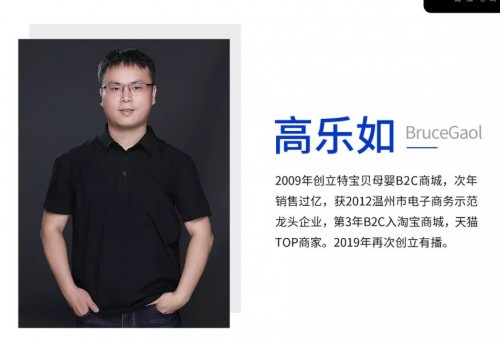 高乐如 BruceGaol
2009年创立特宝贝母婴B2C商城，次年
销售过亿，获2012温州市电子商务示范
龙头企业，第3年B2C入淘宝商城，天猫
TOP商家。2019年再次创立有播。